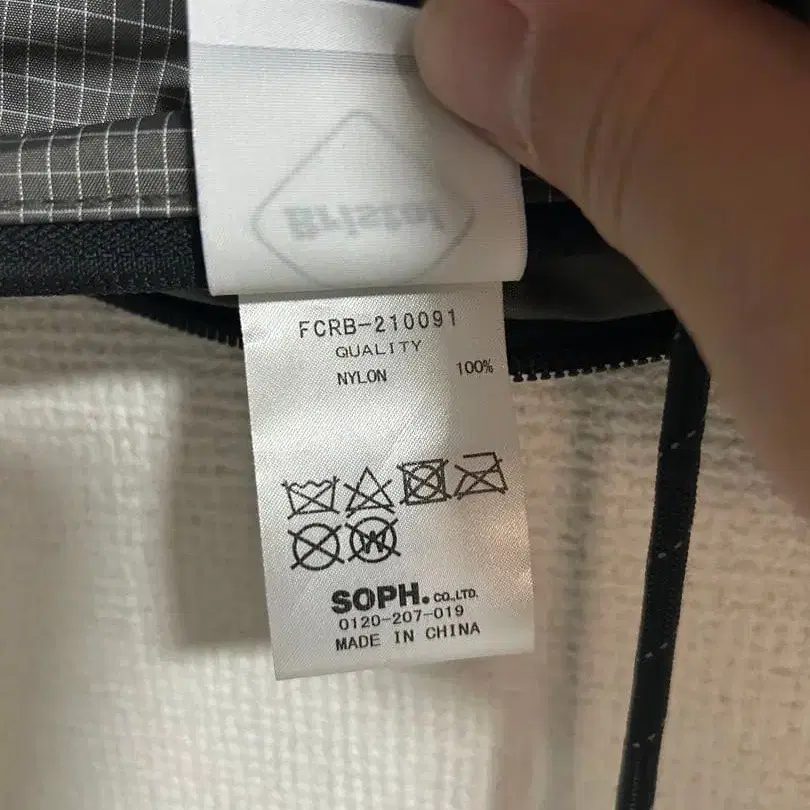 Bristol
FCRB-210091
QUALITY
NYLON 100%
W
SOPH. CO.,LTD.
0120-207-019
MADE IN CHINA